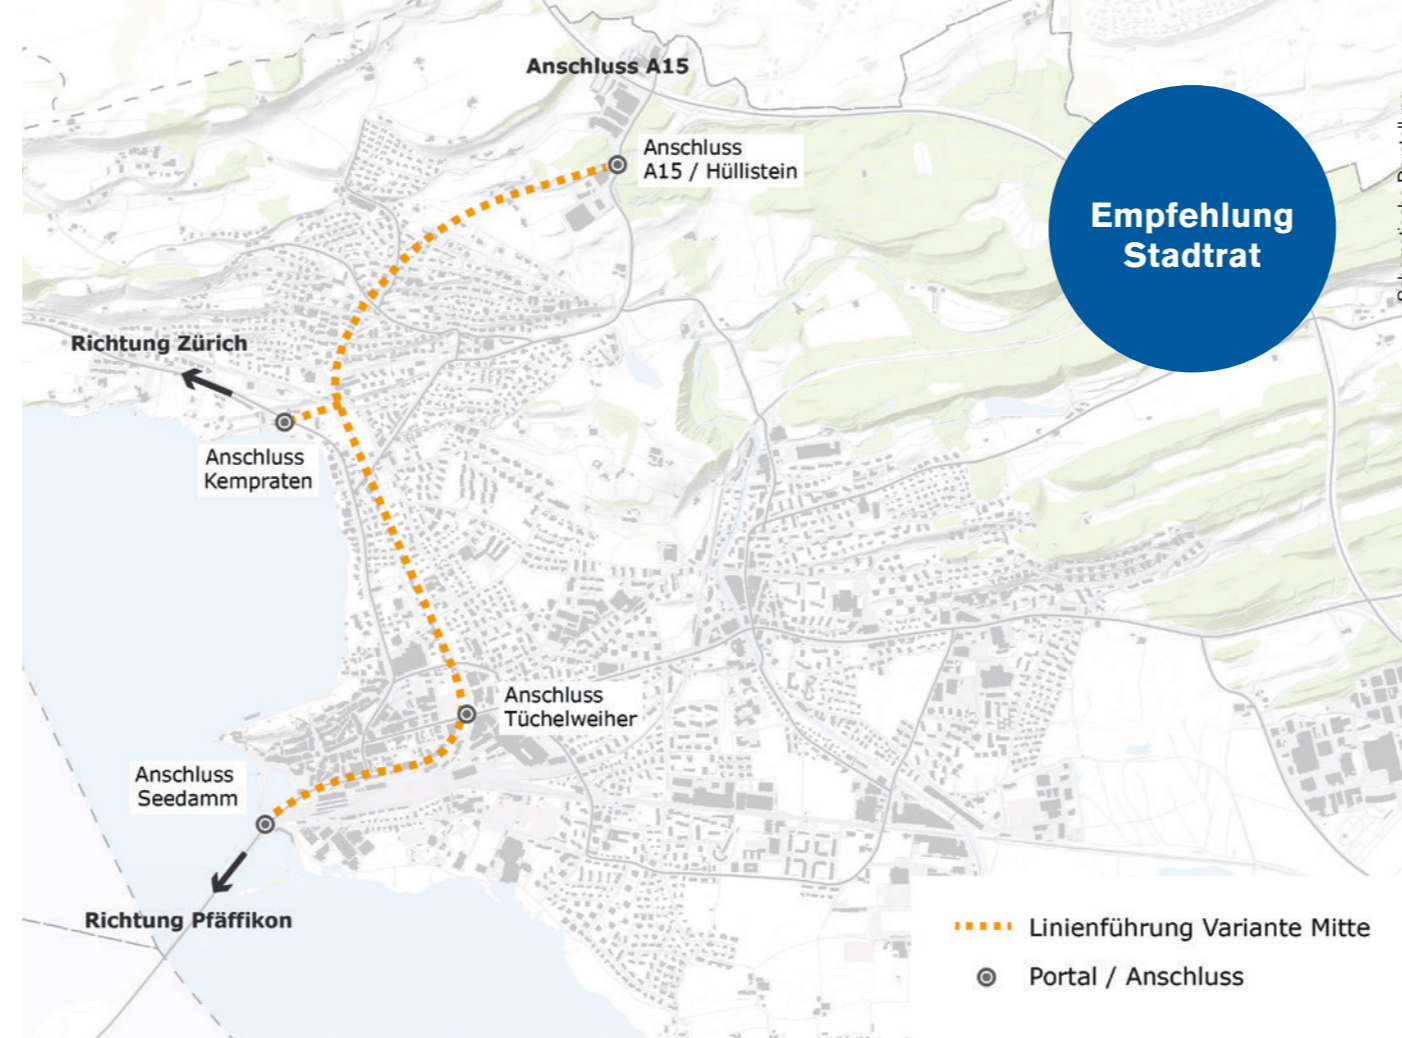 Anschluss A15
Anschluss
A15 / Hüllistein
Empfehlung
Stadtrat
Richtung Zürich
Anschluss
Kempraten
Anschluss
Tüchelweiher
Anschluss
Seedamm
Richtung Pfäffikon
Linienführung Variante Mitte
Portal / Anschluss